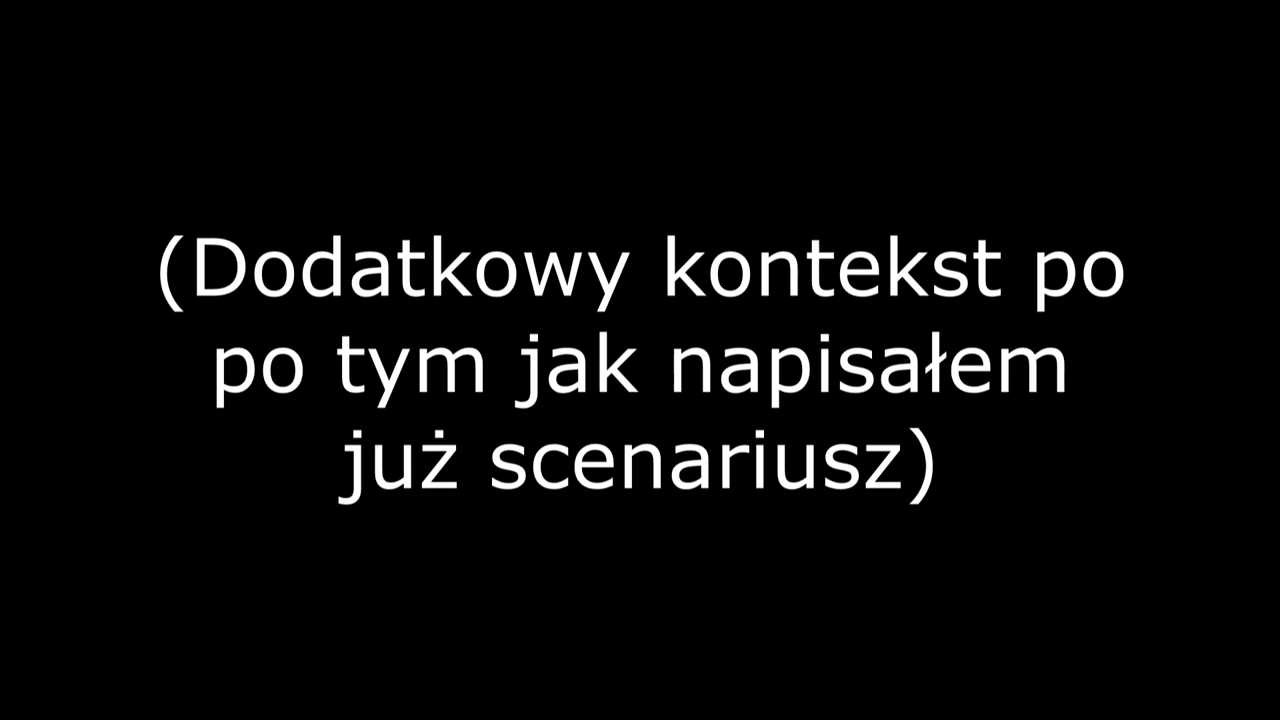 (Dodatkowy kontekst po
po tym jak napisałem
już scenariusz)